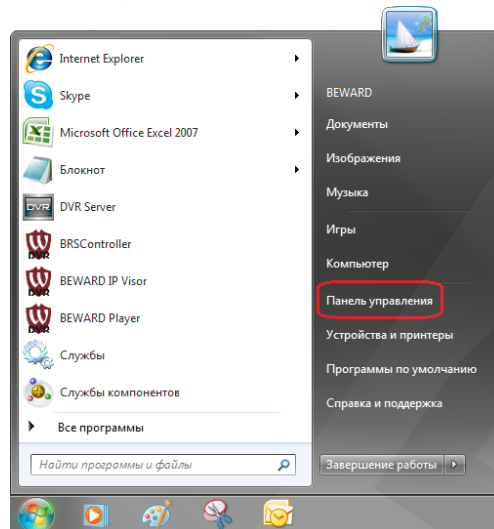 Internet Explorer
Skype
Microsoft Office Excel 2007
Блокнот
DVR Server
BRSController
BEWARD IP Visor
BEWARD Player
Службы
Службы компонентов
Все программы
Найти программы и файлы
BEWARD
Документы
Изображения
Музыка
Игры
Компьютер
Панель управления
Устройства и принтеры
Программы по умолчанию
Справка и поддержка
Завершение работы